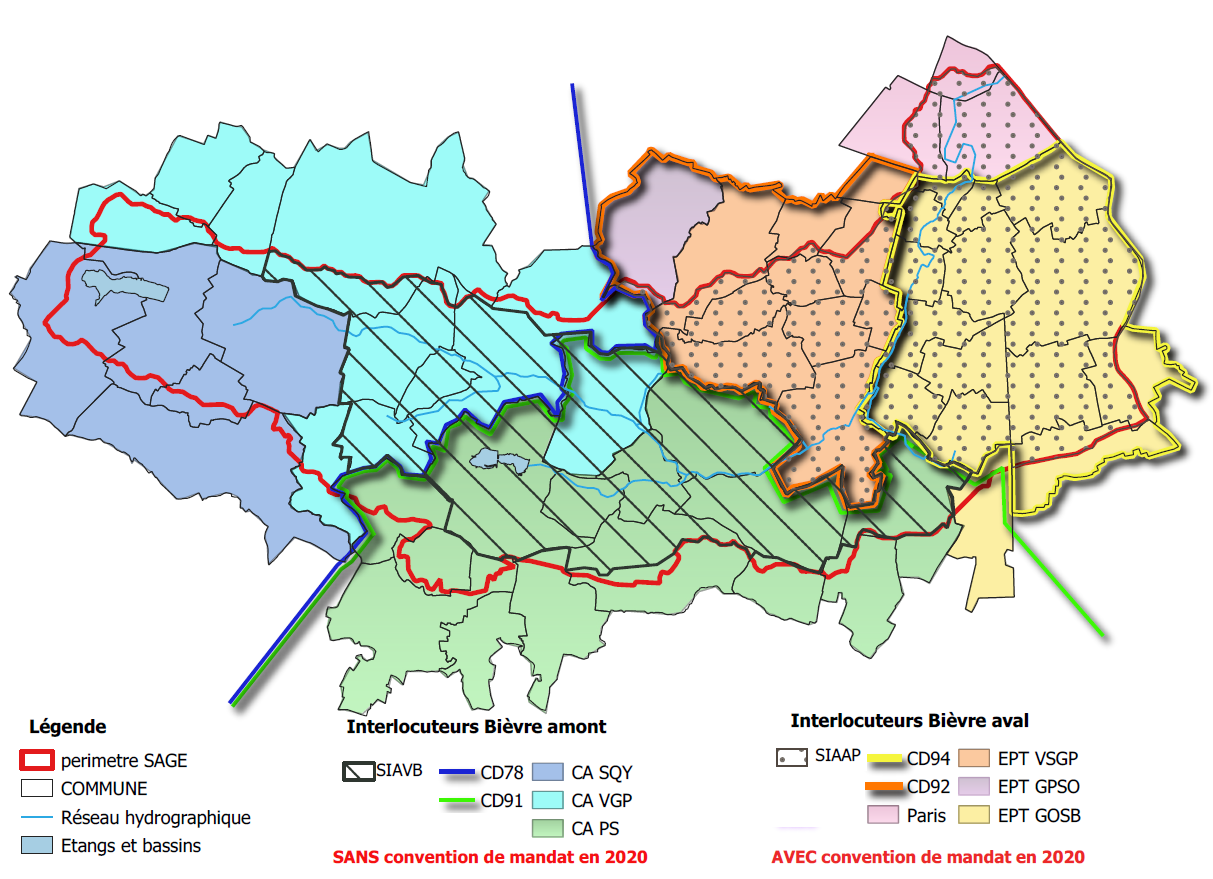 Légende
perimetre SAGE
COMMUNE
Réseau hydrographique
Etangs et bassins
Interlocuteurs Bièvre amont
SIAVB
CD78
CA SQY
CD91
CA VGP
CA PS
SANS convention de mandat en 2020
Interlocuteurs Bièvre aval
SIAAP
CD94
EPT VSGP
CD92
EPT GPSO
Paris
EPT GOSB
AVEC convention de mandat en 2020